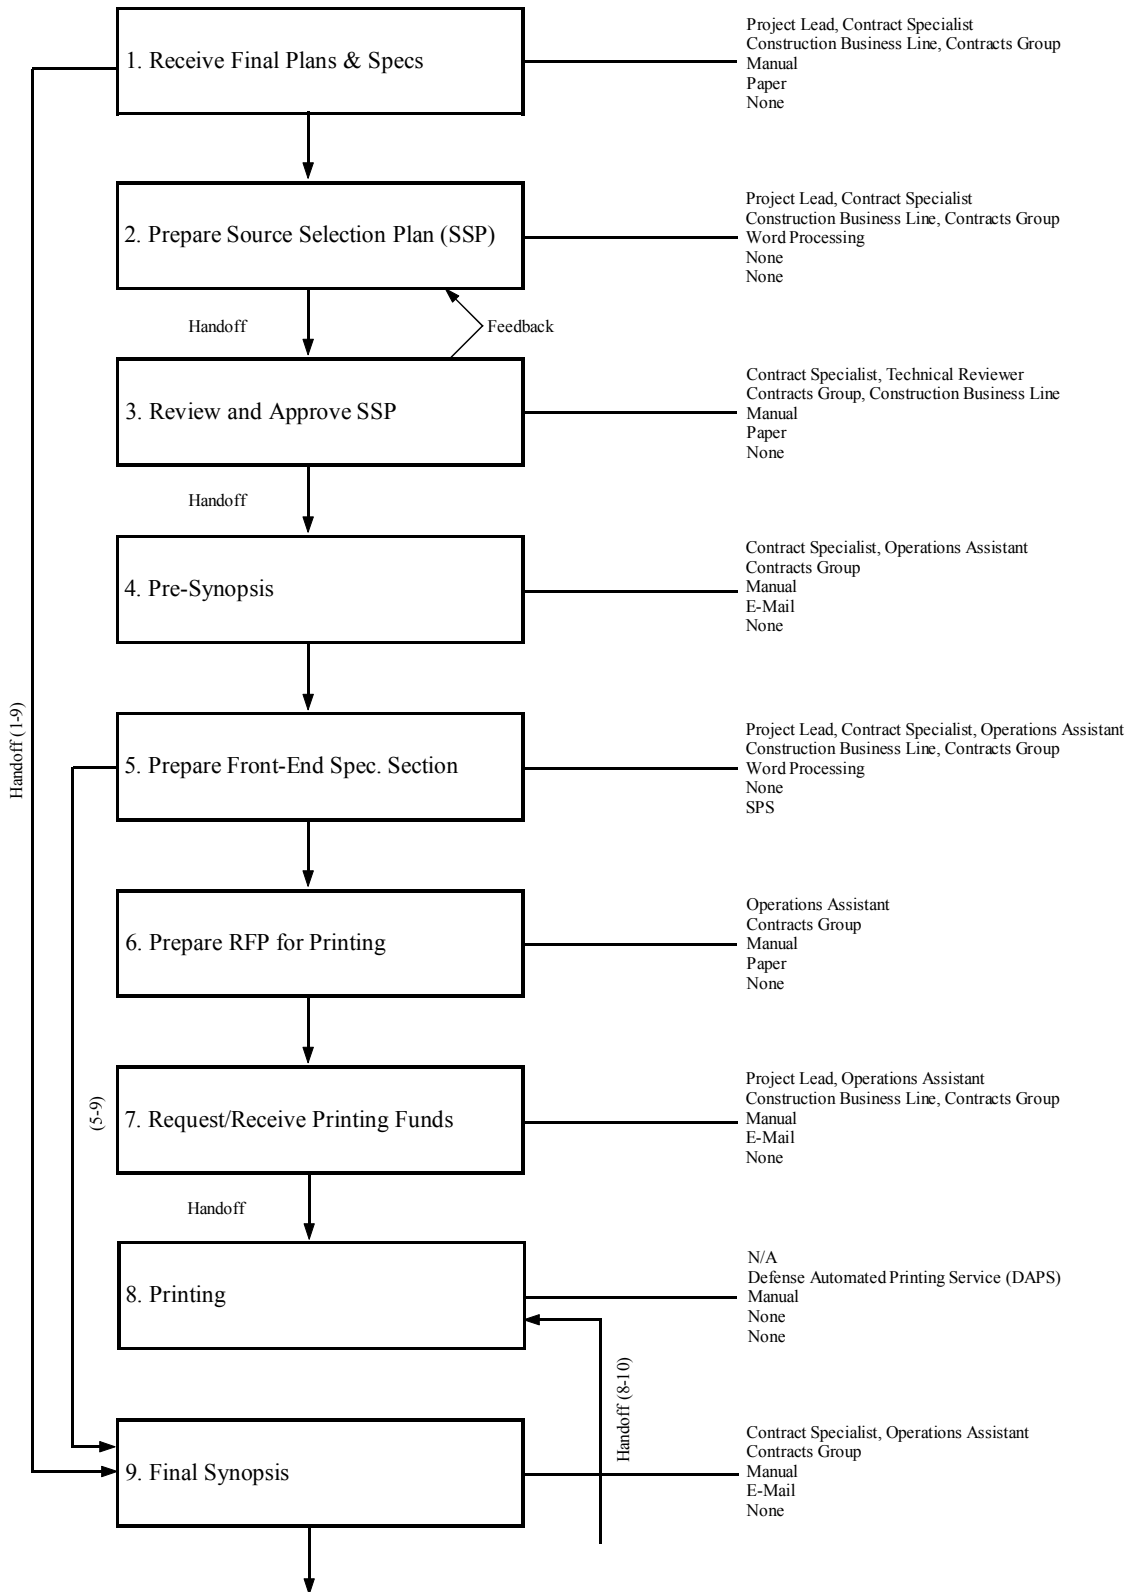 1. Receive Final Plans & Specs
Project Lead, Contract Specialist
Construction Business Line, Contracts Group
Manual
Paper
None
2. Prepare Source Selection Plan (SSP)
Project Lead, Contract Specialist
Construction Business Line, Contracts Group
Word Processing
None
None
Handoff
Feedback
3. Review and Approve SSP
Contract Specialist, Technical Reviewer
Contracts Group, Construction Business Line
Manual
Paper
None
Handoff
4. Pre-Synopsis
Contract Specialist, Operations Assistant
Contracts Group
Manual
E-Mail
None
Handoff (1-9)
5. Prepare Front-End Spec. Section
Project Lead, Contract Specialist, Operations Assistant
Construction Business Line, Contracts Group
Word Processing
None
SPS
6. Prepare RFP for Printing
Operations Assistant
Contracts Group
Manual
Paper
None
(5-9)
7. Request/Receive Printing Funds
Project Lead, Operations Assistant
Construction Business Line, Contracts Group
Manual
E-Mail
None
Handoff
8. Printing
N/A
Defense Automated Printing Service (DAPS)
Manual
None
None
Handoff (8-10)
9. Final Synopsis
Contract Specialist, Operations Assistant
Contracts Group
Manual
E-Mail
None